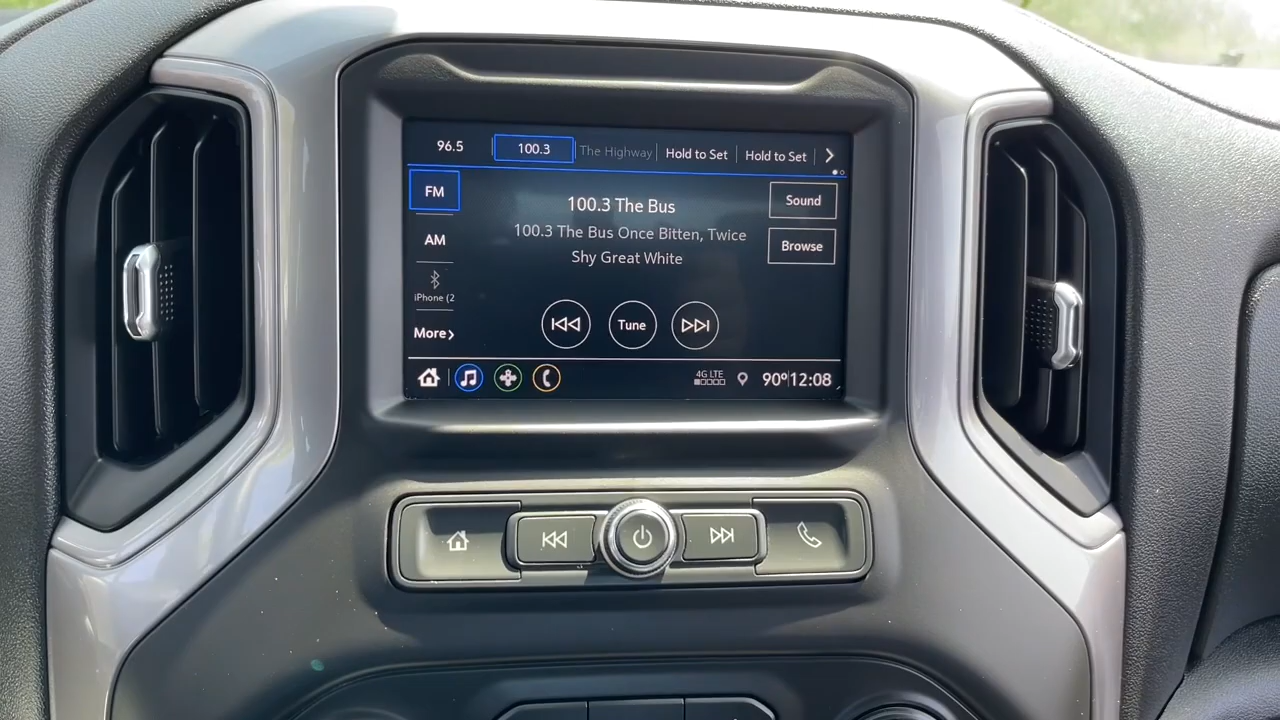 96.5
100.3
The Highway
Hold to Set
Hold to Set
FM
100.3 The Bus
Sound
100.3 The Bus Once Bitten, Twice
Shy Great White
AM
Browse
iPhone (2
More
Tune
4G LTE
90°
12:08